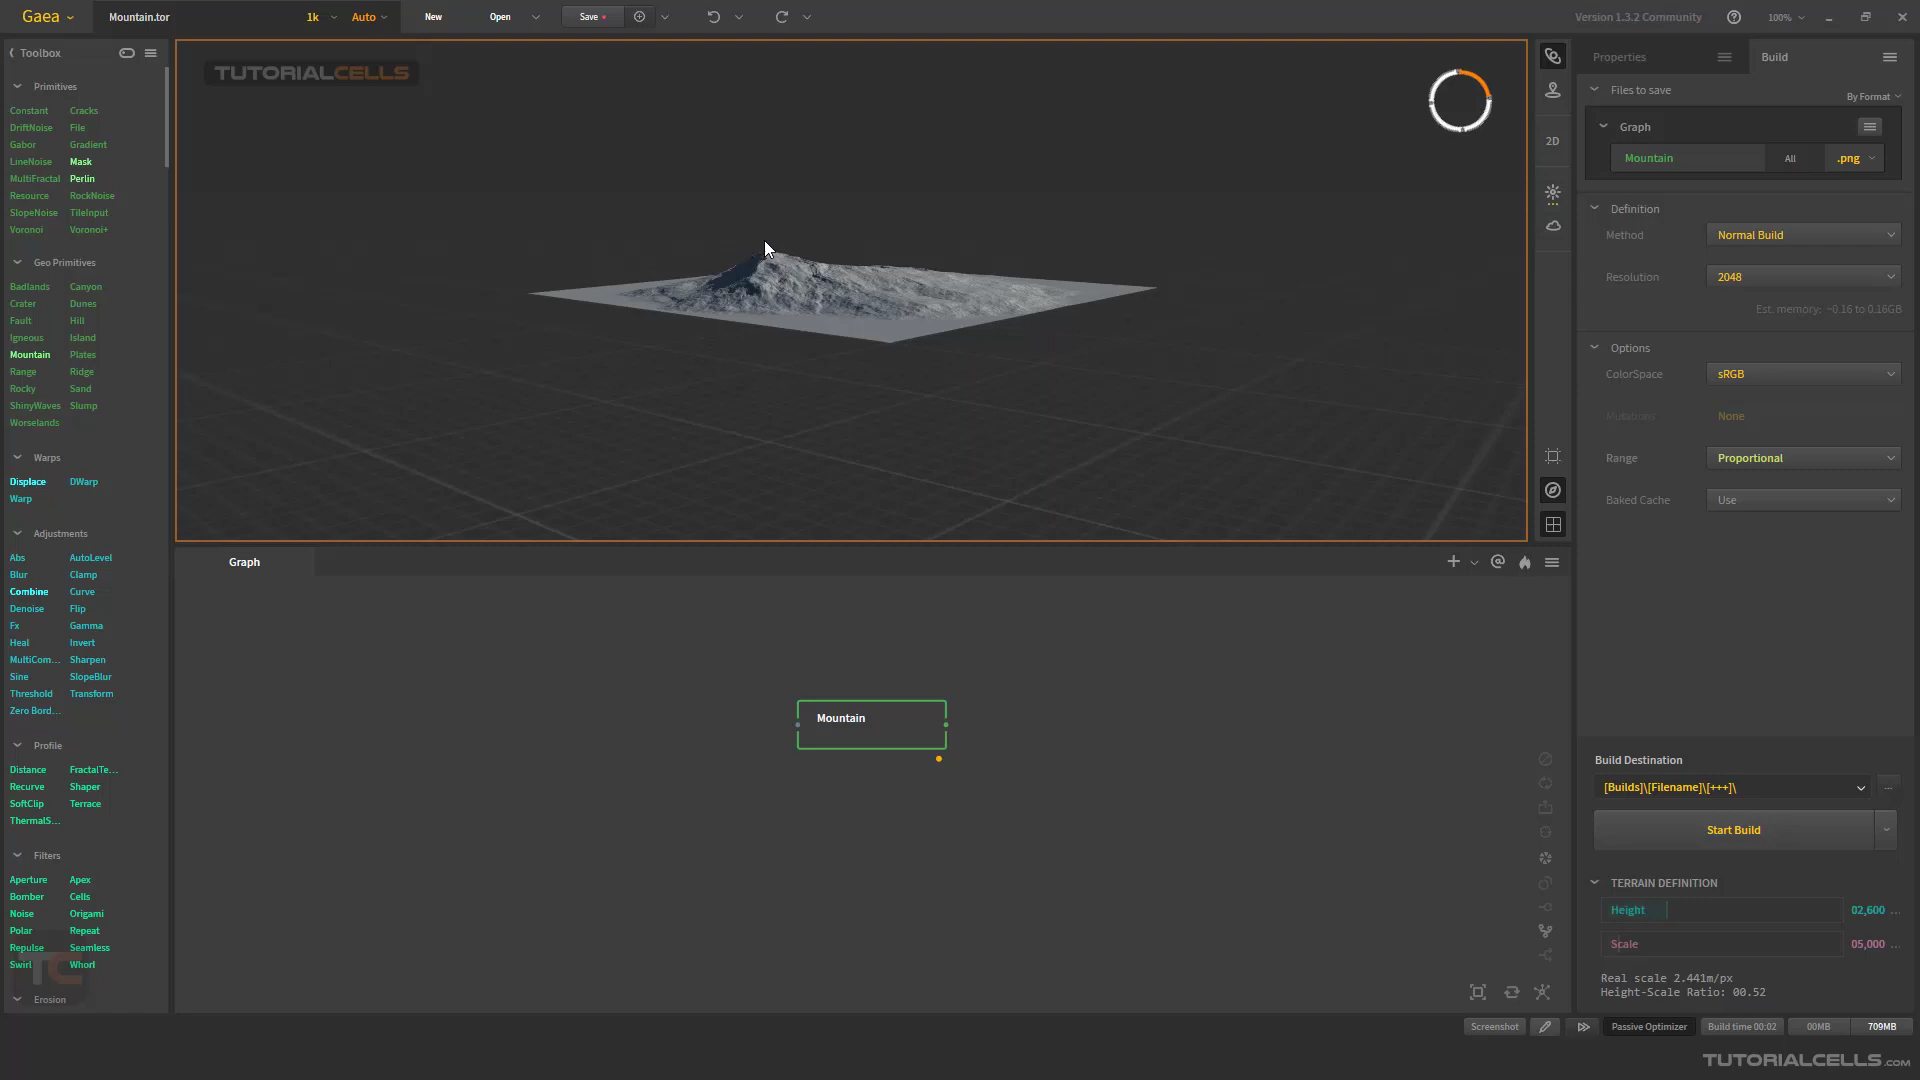 Gaea
Mountain.tor
1k
Auto
New
Open
Save
Version 1.3.2 Community
100%
Toolbox
Primitives
Constant Cracks
DriftNoise File
Gabor Gradient
LineNoise Mask
MultiFractal Perlin
Resource RockNoise
SlopeNoise TileInput
Voronoi Voronoi+
Geo Primitives
Badlands Canyon
Crater Dunes
Fault Hill
Igneous Island
Mountain Plates
Range Ridge
Rocky Sand
ShinyWaves Slump
Worselands
Warps
Displace DWarp
Warp
Adjustments
Abs AutoLevel
Blur Clamp
Combine Curve
Denoise Flip
Fx Gamma
Heal Invert
MultiCom... Sharpen
Sine SlopeBlur
Threshold Transform
Zero Bord...
Profile
Distance FractalTe...
Recurve Shaper
SoftClip Terrace
ThermalS...
Filters
Aperture Apex
Bomber Cells
Noise Origami
Polar Repeat
Repulse Seamless
Swirl Whorl
TC
Erosion
TUTORIALCELLS
2D
Graph
Mountain
Properties
Build
Files to save
By Format
Graph
Mountain All .png
Definition
Method Normal Build
Resolution 2048
Est. memory: ~0.16 to 0.16GB
Options
ColorSpace sRGB
Mutations None
Range Proportional
Baked Cache Use
Build Destination
[Builds]\[Filename]\[+++]\
...
Start Build
TERRAIN DEFINITION
Height 02,600 ...
Scale 05,000 ...
Real scale 2.441m/px
Height-Scale Ratio: 00.52
Screenshot
Passive Optimizer
Build time 00:02
00MB
709MB
TUTORIALCELLS.COM